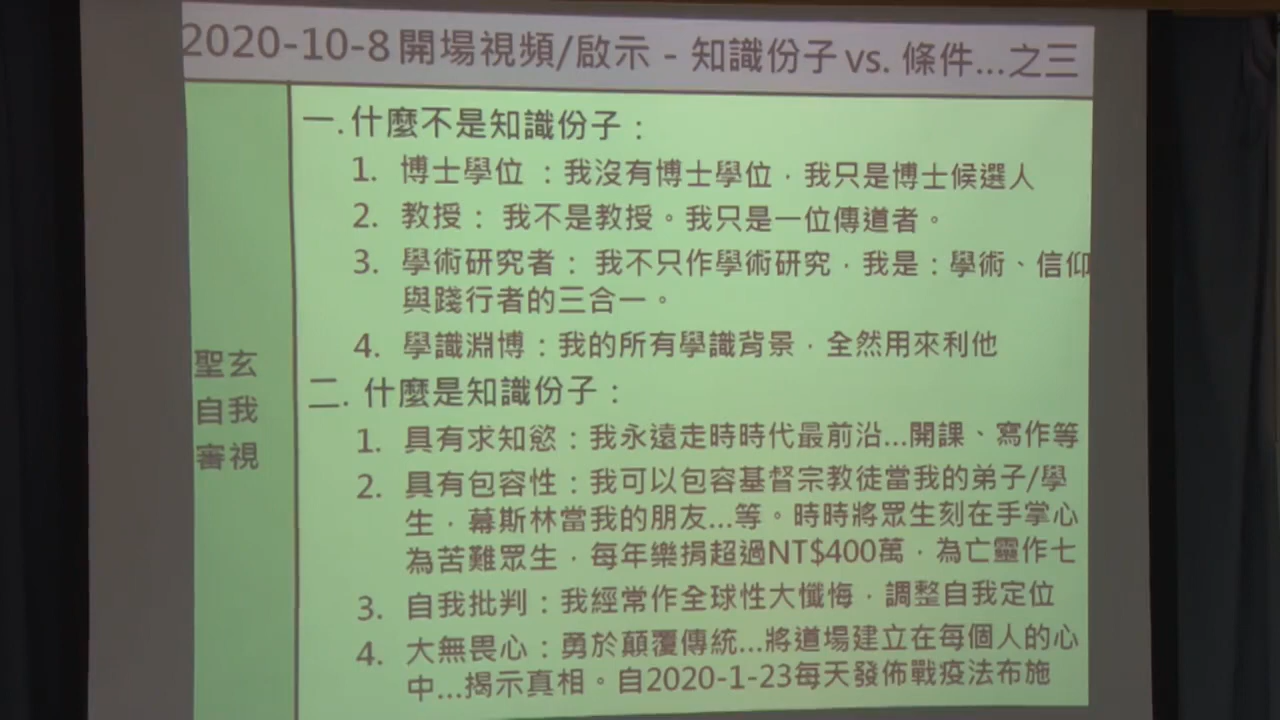 2020-10-8開場視頻/啟示 - 知識份子 vs. 條件...之三
聖玄
自我
審視
一. 什麼不是知識份子：
1. 博士學位 ：我沒有博士學位，我只是博士候選人
2. 教授： 我不是教授。我只是一位傳道者。
3. 學術研究者： 我不只作學術研究，我是：學術、信仰
與踐行者的三合一。
4. 學識淵博：我的所有學識背景，全然用來利他
二. 什麼是知識份子：
1. 具有求知慾：我永遠走時時代最前沿...開課、寫作等
2. 具有包容性：我可以包容基督宗教徒當我的弟子/學
生，幕斯林當我的朋友...等。時時將眾生刻在手掌心
為苦難眾生，每年樂捐超過NT$400萬，為亡靈作七
3. 自我批判：我經常作全球性大懺悔，調整自我定位
4. 大無畏心：勇於顛覆傳統...將道場建立在每個人的心
中...揭示真相。自2020-1-23每天發佈戰疫法布施